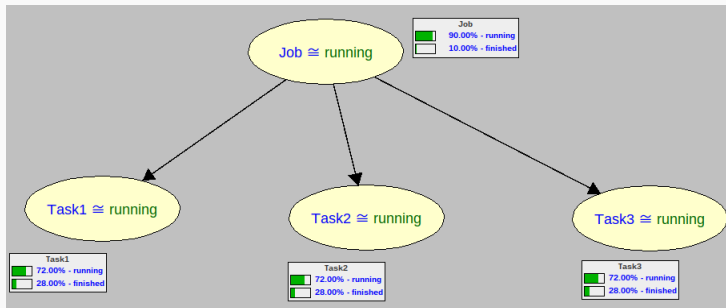 Job
90.00% - running
10.00% - finished
Job ≅ running
Task1 ≅ running
Task2 ≅ running
Task3 ≅ running
Task1
72.00% - running
28.00% - finished
Task2
72.00% - running
28.00% - finished
Task3
72.00% - running
28.00% - finished